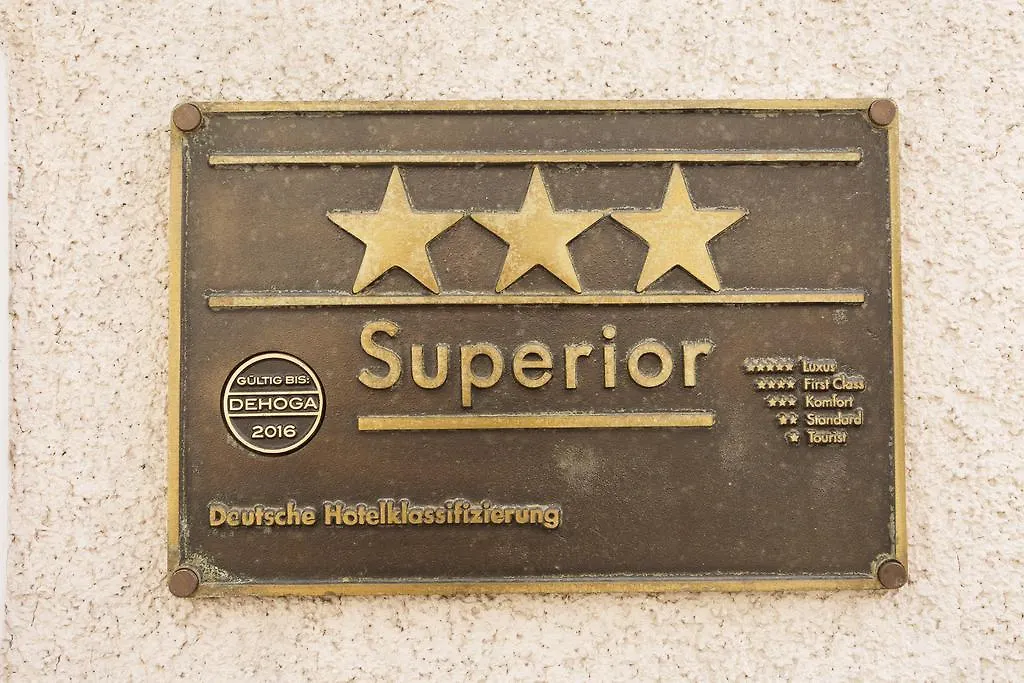 Superior
GÜLTIG BIS:
DEHOGA
2016
Luxus
First Class
Komfort
Standard
Tourist
Deutsche Hotelklassifizierung